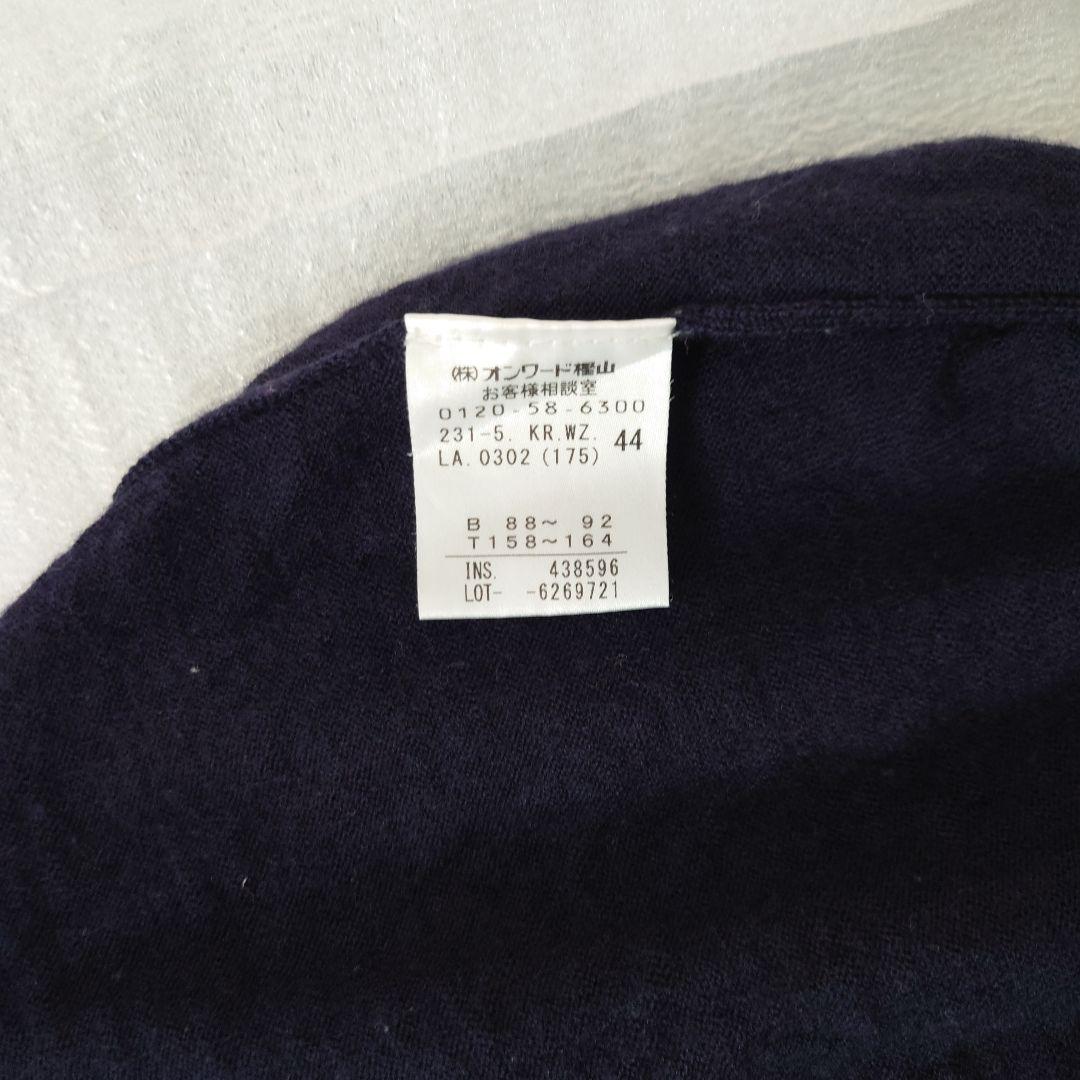 (株)オンワード樫山
お客様相談室
0120-58-6300
231-5. KR.WZ. 44
LA.0302 (175)
B 88~ 92
T158~164
INS. 438596
LOT- -6269721